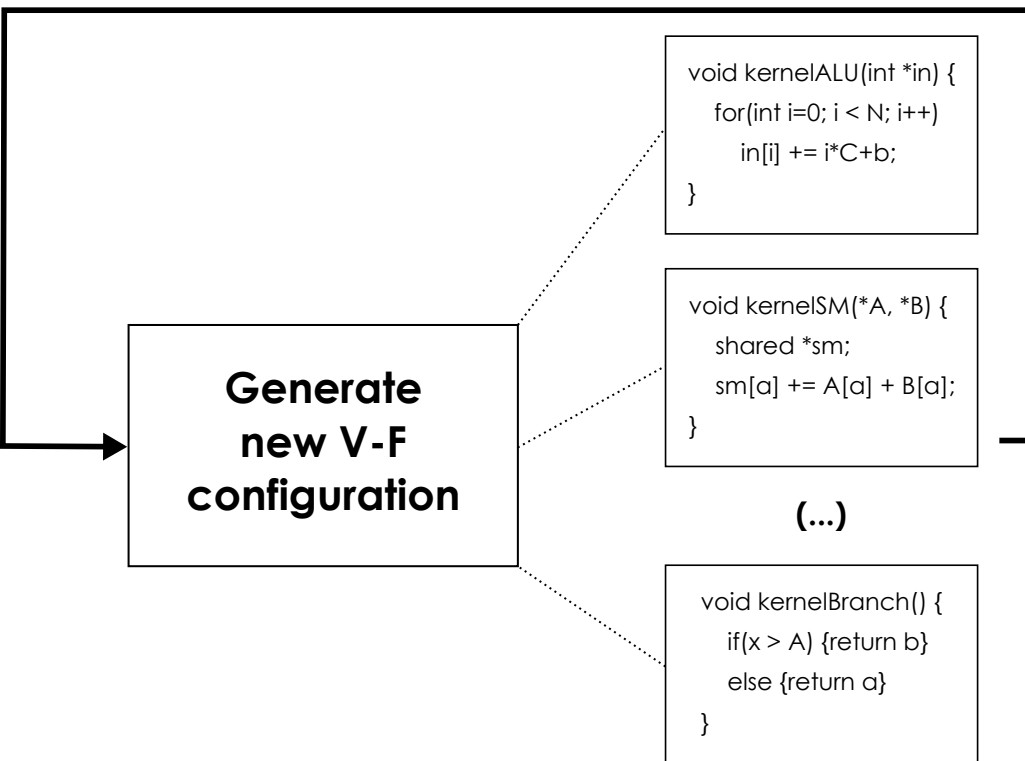 void kernelALU(int *in) {
for(int i=0; i < N; i++)
in[i] += i*C+b;
}
void kernelSM(*A, *B) {
shared *sm;
sm[a] += A[a] + B[a];
}
Generate
new V-F
configuration
(...)
void kernelBranch() {
if(x > A) {return b}
else {return a}
}